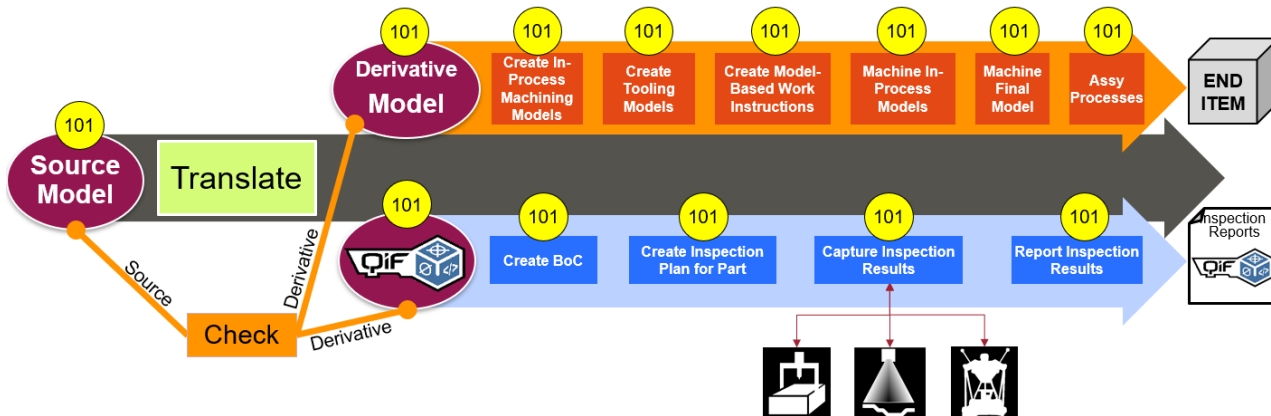 101
Derivative
Model
101
Create In-
Process
Machining
Models
101
Create
Tooling
Models
101
Create Model-
Based Work
Instructions
101
Machine In-
Process
Models
101
Machine
Final
Model
101
Assy
Processes
END
ITEM
101
Source
Model
Translate
101
QiF
101
Create BoC
101
Create Inspection
Plan for Part
101
Capture Inspection
Results
101
Report Inspection
Results
Inspection
Reports
QiF
Source
Derivative
Check
Derivative